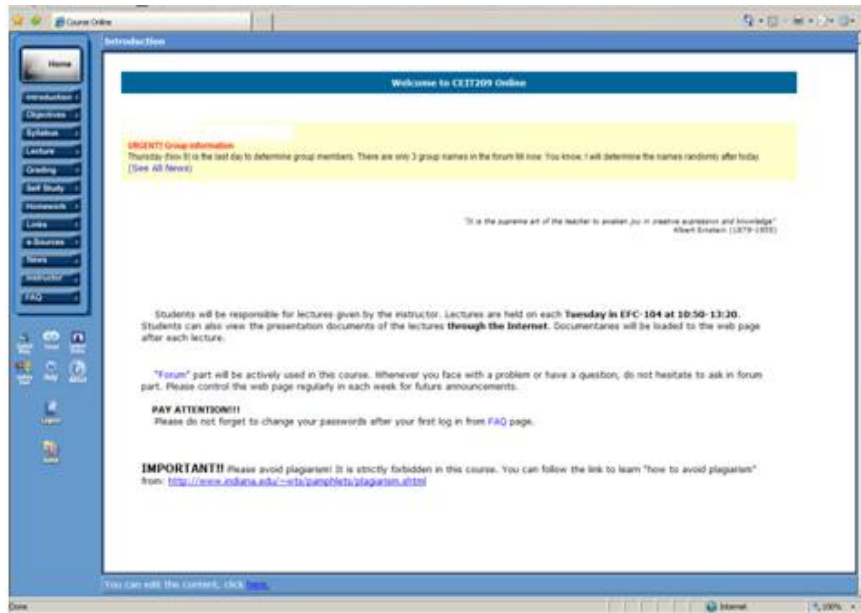 Course Online
Introduction
Home
Introduction
Objectives
Syllabus
Lecture
Grading
Self Study
Homework
Links
e-Sources
News
Instructor
FAQ
Welcome to CEIT209 Online
URGENT!! Group information
Thursday (Nov 9) is the last day to determine group members. There are only 3 group names in the forum till now. You know, I will determine the names randomly after today.
(See All News)
"It is the supreme art of the teacher to awaken joy in creative expression and knowledge"
Albert Einstein (1879-1955)
Students will be responsible for lectures given by the instructor. Lectures are held on each Tuesday in EFC-104 at 10:50-13:20.
Students can also view the presentation documents of the lectures through the Internet. Documentaries will be loaded to the web page
after each lecture.
"Forum" part will be actively used in this course. Whenever you face with a problem or have a question, do not hesitate to ask in forum
part. Please control the web page regularly in each week for future announcements.
PAY ATTENTION!!!
Please do not forget to change your passwords after your first log in from FAQ page.
IMPORTANT!! Please avoid plagiarism! It is strictly forbidden in this course. You can follow the link to learn "how to avoid plagiarism"
from: http://www.indiana.edu/~wts/pamphlets/plagiarism.shtml
You can edit this content, click here.
Done
Internet
100%